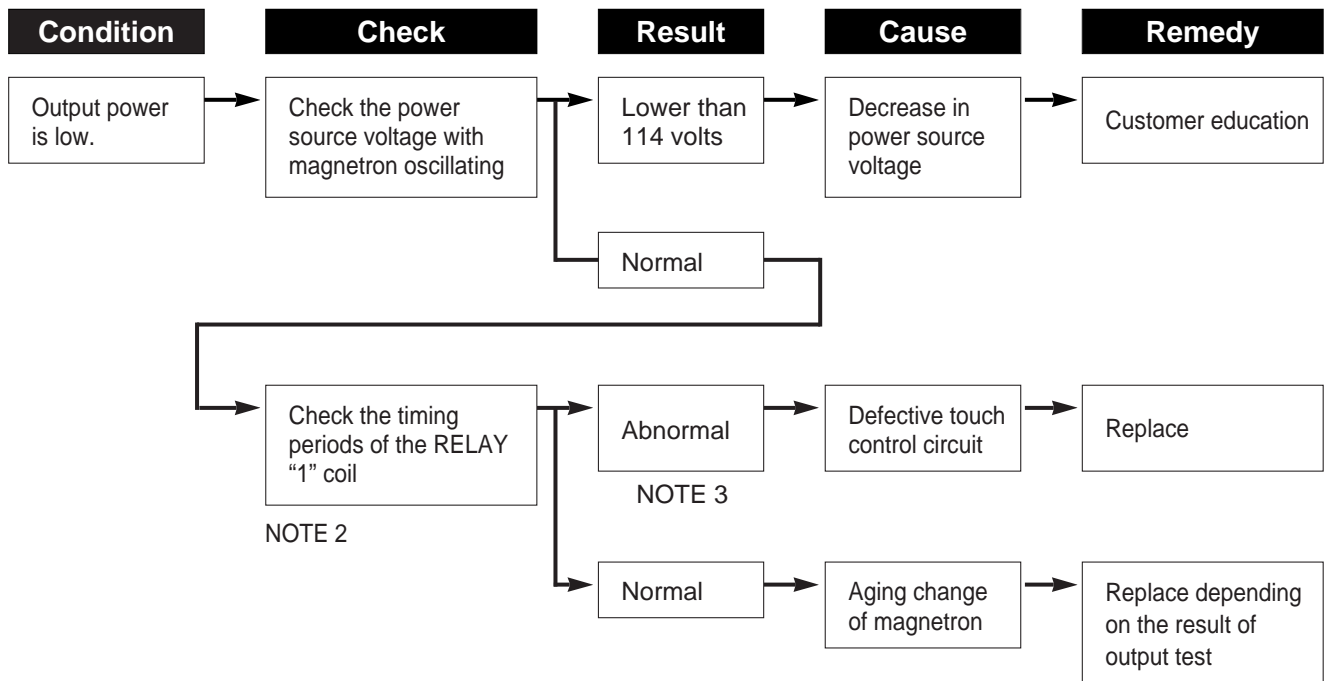 Condition
Check
Result
Cause
Remedy
Output power
is low.
Check the power
source voltage with
magnetron oscillating
Lower than
114 volts
Decrease in
power source
voltage
Customer education
Normal
Check the timing
periods of the RELAY
“1” coil
NOTE 2
Abnormal
NOTE 3
Defective touch
control circuit
Replace
Normal
Aging change
of magnetron
Replace depending
on the result of
output test